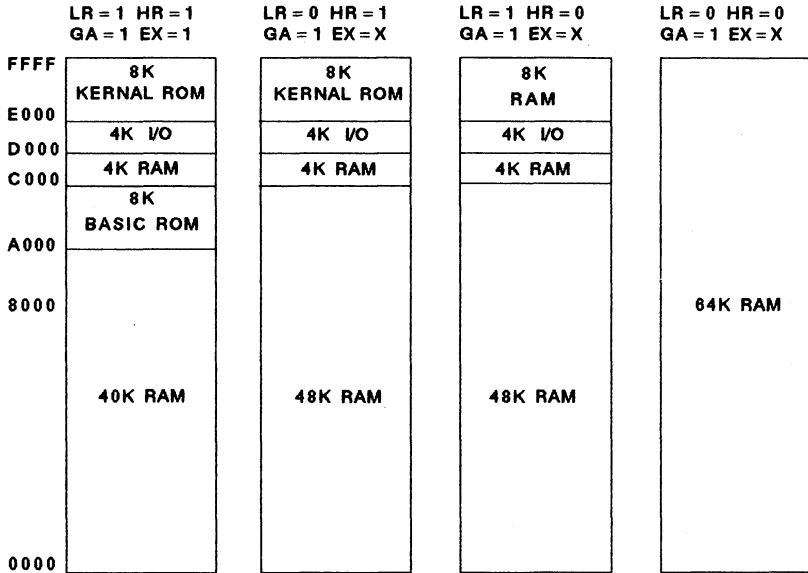 LR = 1 HR = 1
GA = 1 EX = 1
LR = 0 HR = 1
GA = 1 EX = X
LR = 1 HR = 0
GA = 1 EX = X
LR = 0 HR = 0
GA = 1 EX = X
FFFF
E000
D000
C000
A000
8000
0000
8K
KERNAL ROM
4K I/O
4K RAM
8K
BASIC ROM
40K RAM
8K
KERNAL ROM
4K I/O
4K RAM
48K RAM
8K
RAM
4K I/O
4K RAM
48K RAM
64K RAM